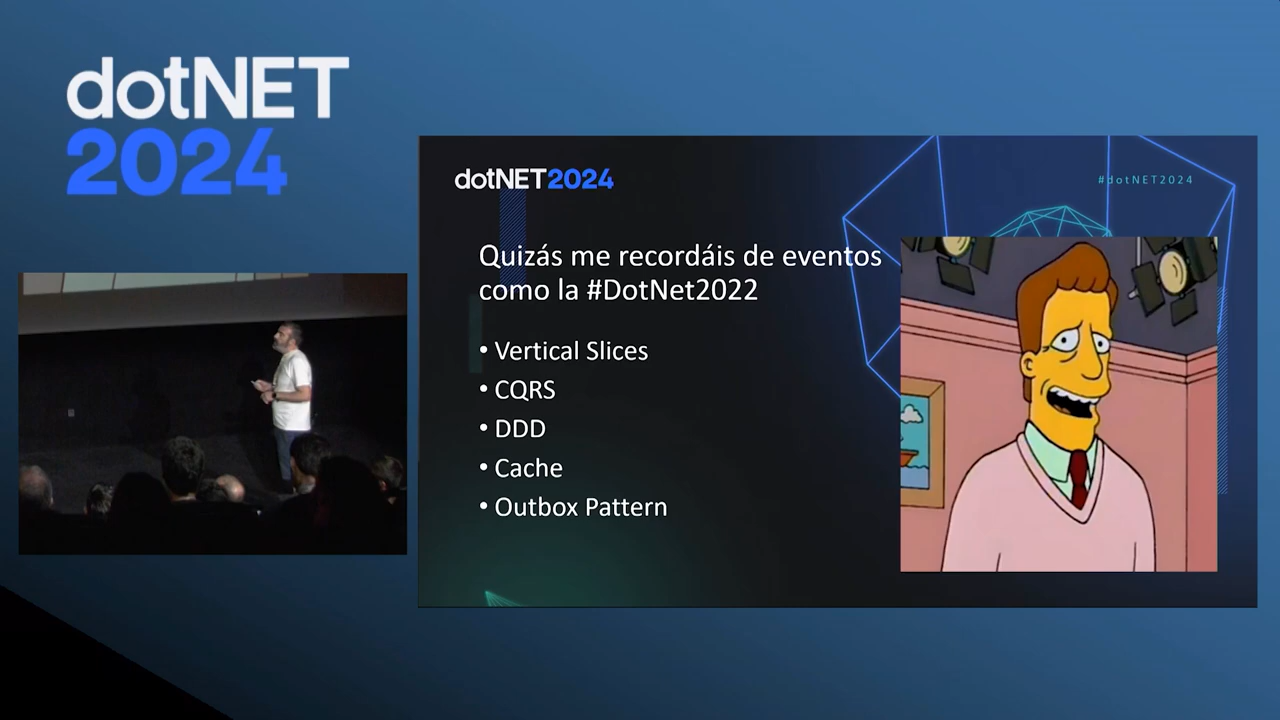 dotNET
2024
dotNET2024
#dotNET2024
Quizás me recordáis de eventos
como la #DotNet2022
• Vertical Slices
• CQRS
• DDD
• Cache
• Outbox Pattern